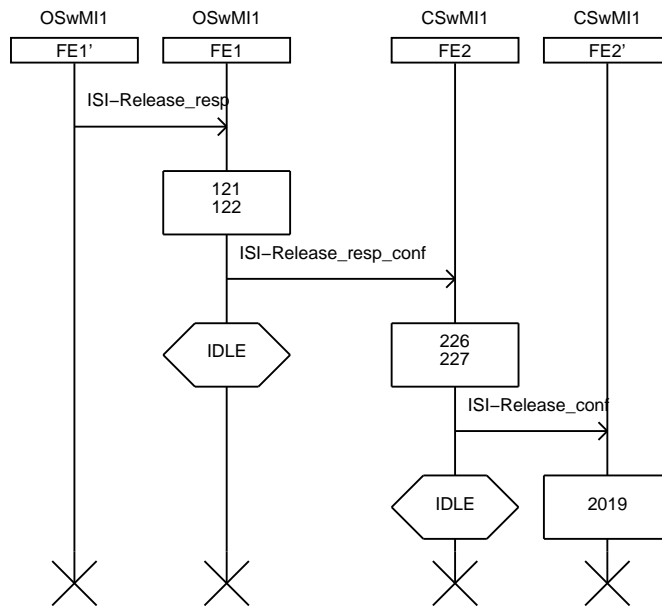 OSwMI1 OSwMI1 CSwMI1 CSwMI1
FE1' FE1 FE2 FE2'
ISI–Release_resp
121
122
ISI–Release_resp_conf
IDLE
226
227
ISI–Release_conf
IDLE
2019